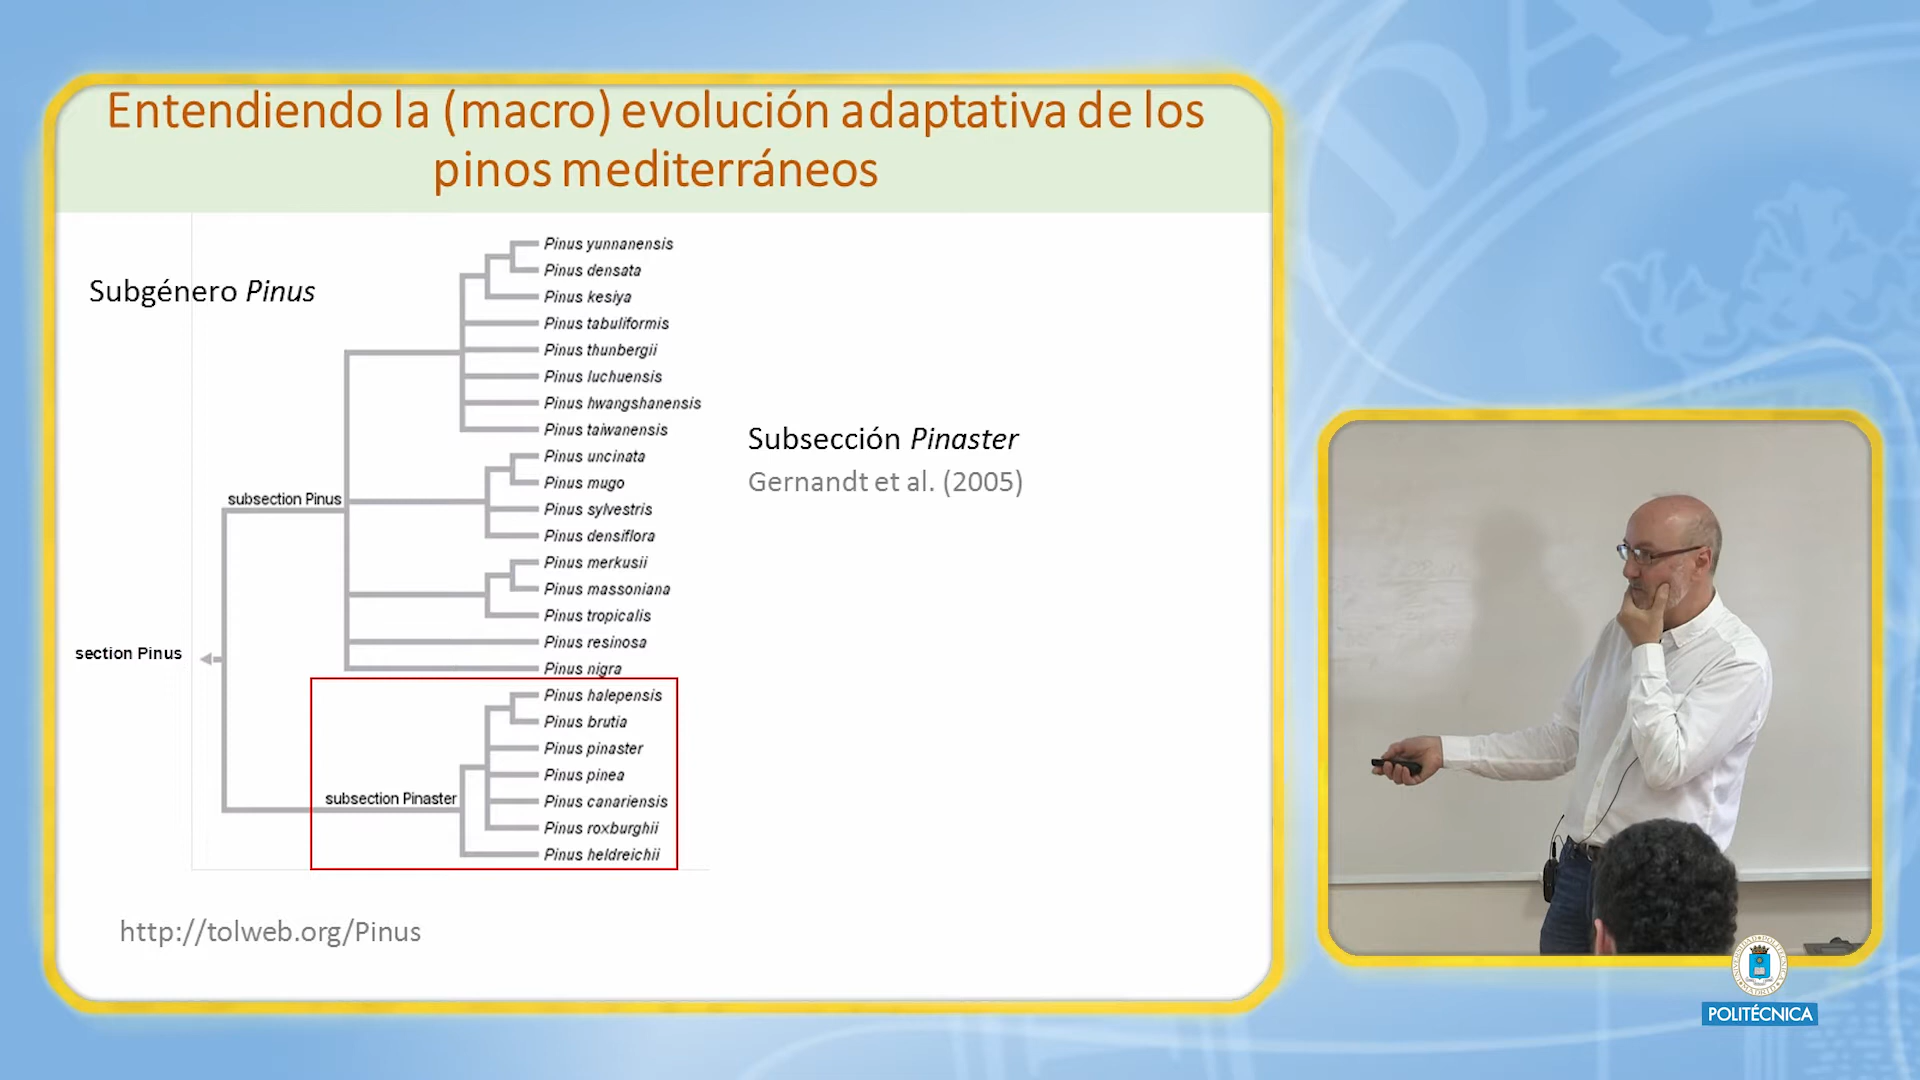 Entendiendo la (macro) evolución adaptativa de los
pinos mediterráneos
Subgénero Pinus
Pinus yunnanensis
Pinus densata
Pinus kesiya
Pinus tabuliformis
Pinus thunbergii
Pinus luchuensis
Pinus hwangshanensis
Pinus taiwanensis
Pinus uncinata
Pinus mugo
Pinus sylvestris
Pinus densiflora
Pinus merkusii
Pinus massoniana
Pinus tropicalis
Pinus resinosa
Pinus nigra
Pinus halepensis
Pinus brutia
Pinus pinaster
Pinus pinea
Pinus canariensis
Pinus roxburghii
Pinus heldreichii
subsection Pinus
section Pinus
subsection Pinaster
Subsección Pinaster
Gernandt et al. (2005)
http://tolweb.org/Pinus
POLITÉCNICA